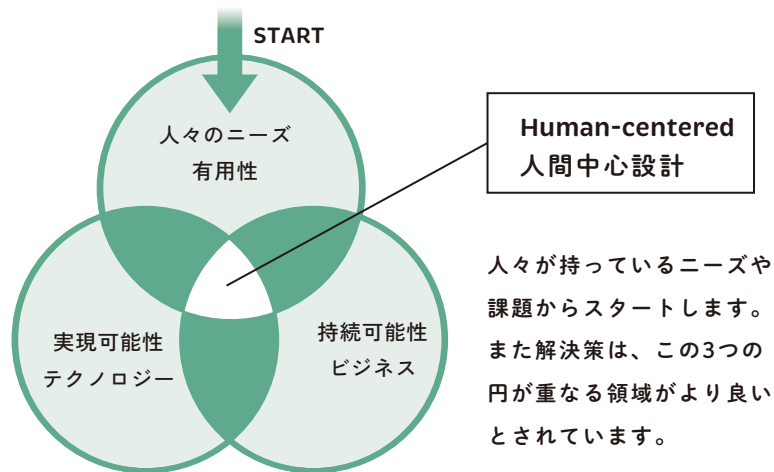 START
人々のニーズ
有用性
Human-centered
人間中心設計
実現可能性
テクノロジー
持続可能性
ビジネス
人々が持っているニーズや
課題からスタートします。
また解決策は、この3つの
円が重なる領域がより良い
とされています。